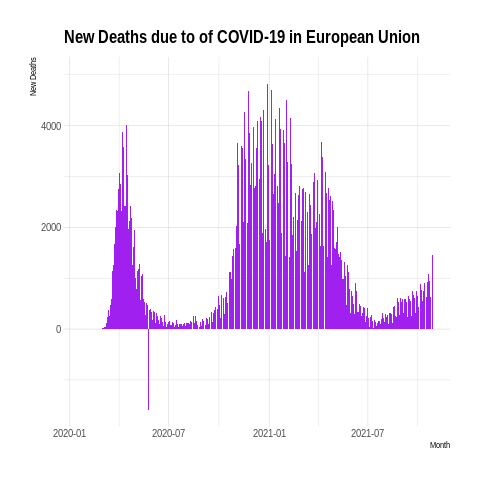 New Deaths due to of COVID-19 in European Union
New Deaths
4000
2000
0
2020-01
2020-07
2021-01
2021-07
Month